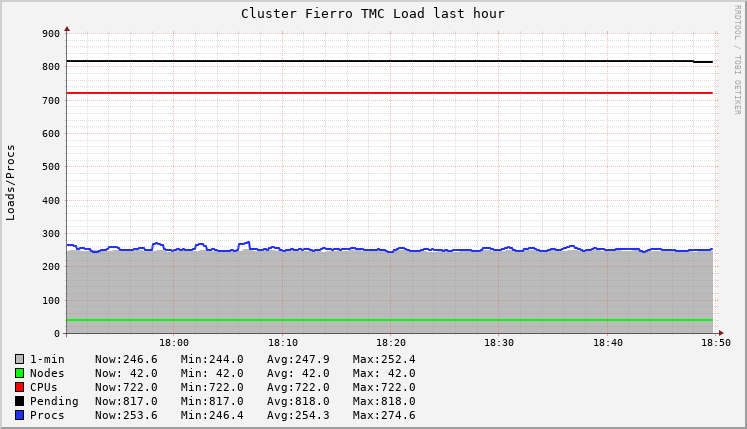 Cluster Fierro TMC Load last hour
RRDTOOL / TOBI OETIKER
Loads/Procs
900
800
700
600
500
400
300
200
100
0
18:00 18:10 18:20 18:30 18:40 18:50
1-min Now:246.6 Min:244.0 Avg:247.9 Max:252.4
Nodes Now: 42.0 Min: 42.0 Avg: 42.0 Max: 42.0
CPUs Now:722.0 Min:722.0 Avg:722.0 Max:722.0
Pending Now:817.0 Min:817.0 Avg:818.0 Max:818.0
Procs Now:253.6 Min:246.4 Avg:254.3 Max:274.6